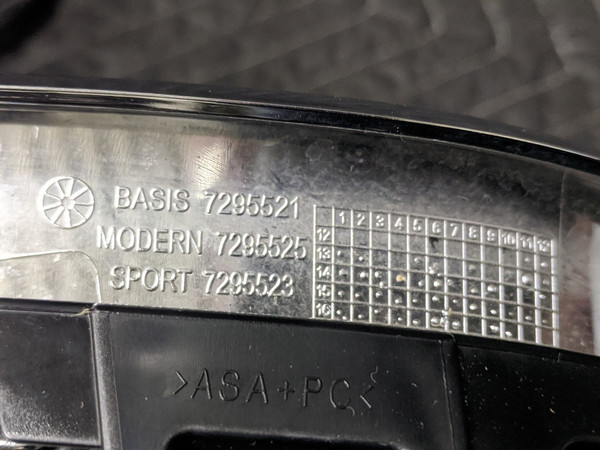 BASIS 7295521
MODERN 7295525
SPORT 7295523
1 2 3 4 5 6 7 8 9 10 11 12
12
13
14
15
16
>ASA+PC<